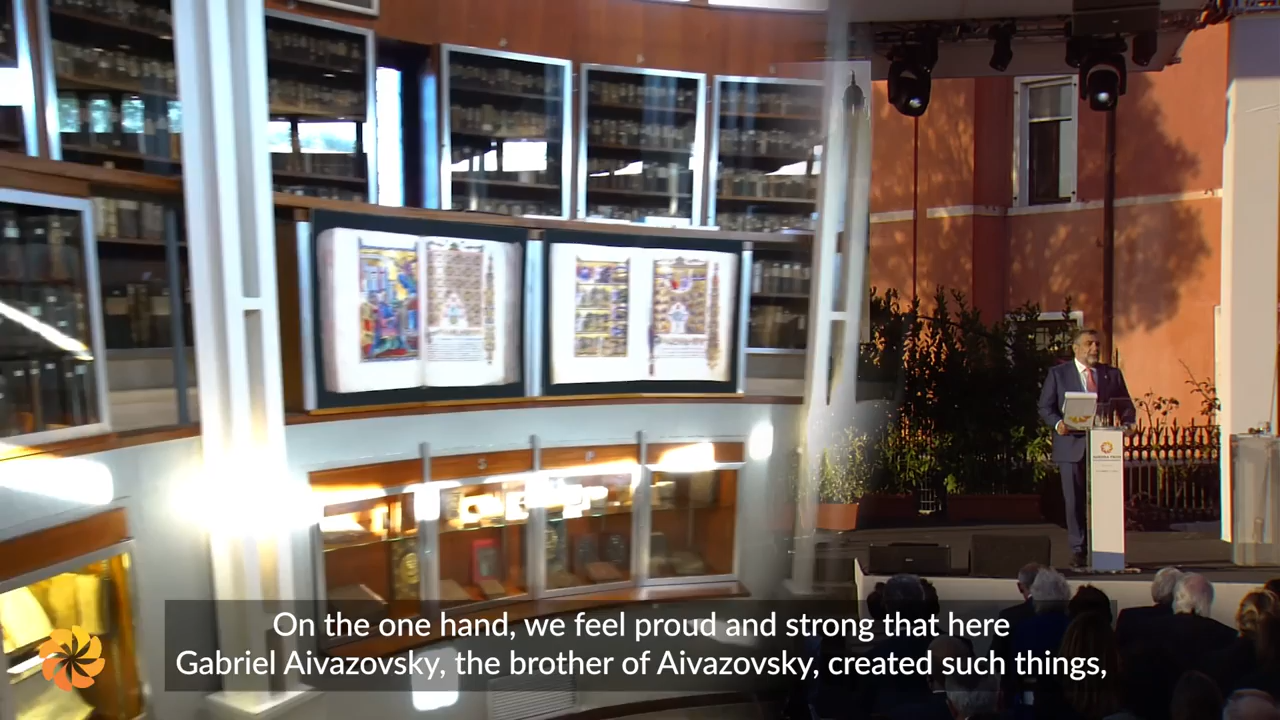 On the one hand, we feel proud and strong that here
Gabriel Aivazovsky, the brother of Aivazovsky, created such things,